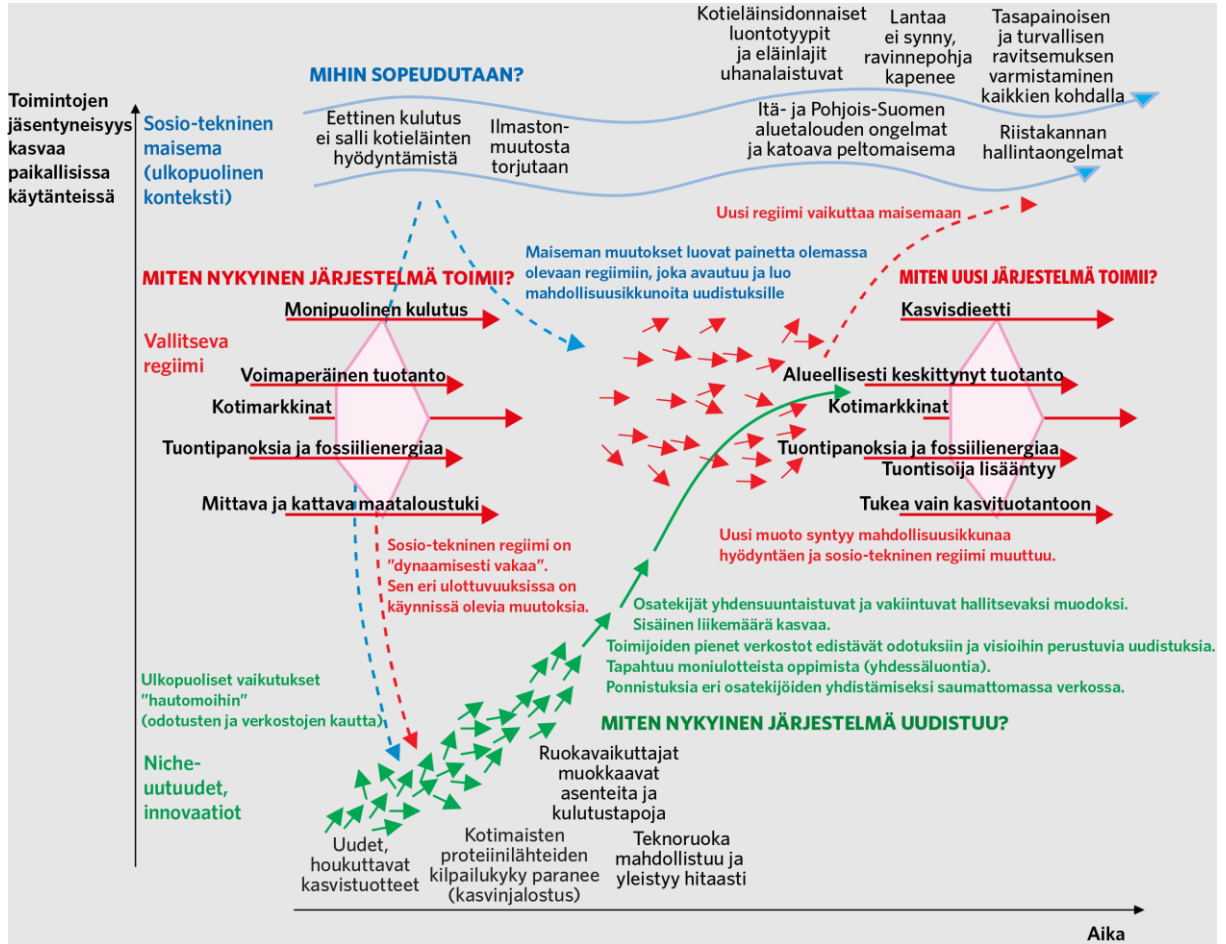 Toimintojen
jäsentyneisyys
kasvaa
paikallisissa
käytänteissä
Sosio-tekninen
maisema
(ulkopuolinen
konteksti)
MIHIN SOPEUDUTAAN?
Kotieläinsidonnaiset
luontotyypit
ja eläinlajit
uhanalaistuvat
Lantaa
ei synny,
ravinnepohja
kapenee
Tasapainoisen
ja turvallisen
ravitsemuksen
varmistaminen
kaikkien kohdalla
Eettinen kulutus
ei salli kotieläinten
hyödyntämistä
Ilmaston-
muutosta
torjutaan
Itä- ja Pohjois-Suomen
aluetalouden ongelmat
ja katoava peltomaisema
Riistakannan
hallintaongelmat
Uusi regiimi vaikuttaa maisemaan
Maiseman muutokset luovat painetta olemassa
olevaan regiimiin, joka avautuu ja luo
mahdollisuusikkunoita uudistuksille
MITEN NYKYINEN JÄRJESTELMÄ TOIMII?
Vallitseva
regiimi
Monipuolinen kulutus
Voimaperäinen tuotanto
Kotimarkkinat
Tuontipanoksia ja fossiilienergiaa
Mittava ja kattava maataloustuki
MITEN UUSI JÄRJESTELMÄ TOIMII?
Kasvisdieetti
Alueellisesti keskittynyt tuotanto
Kotimarkkinat
Tuontipanoksia ja fossiilienergiaa
Tuontisoija lisääntyy
Tukea vain kasvituotantoon
Sosio-tekninen regiimi on
"dynaamisesti vakaa".
Sen eri ulottuvuuksissa on
käynnissä olevia muutoksia.
Uusi muoto syntyy mahdollisuusikkunaa
hyödyntäen ja sosio-tekninen regiimi muuttuu.
Osatekijät yhdensuuntaistuvat ja vakiintuvat hallitsevaksi muodoksi.
Sisäinen liikemäärä kasvaa.
Toimijoiden pienet verkostot edistävät odotuksiin ja visioihin perustuvia uudistuksia.
Tapahtuu moniulotteista oppimista (yhdessäluontia).
Ponnistuksia eri osatekijöiden yhdistämiseksi saumattomassa verkossa.
Ulkopuoliset vaikutukset
"hautomoihin"
(odotusten ja verkostojen kautta)
MITEN NYKYINEN JÄRJESTELMÄ UUDISTUU?
Niche-
uutuudet,
innovaatiot
Ruokavaikuttajat
muokkaavat
asenteita ja
kulutustapoja
Uudet,
houkuttavat
kasvistuotteet
Kotimaisten
proteiinilähteiden
kilpailukyky paranee
(kasvinjalostus)
Teknoruoka
mahdollistuu ja
yleistyy hitaasti
Aika